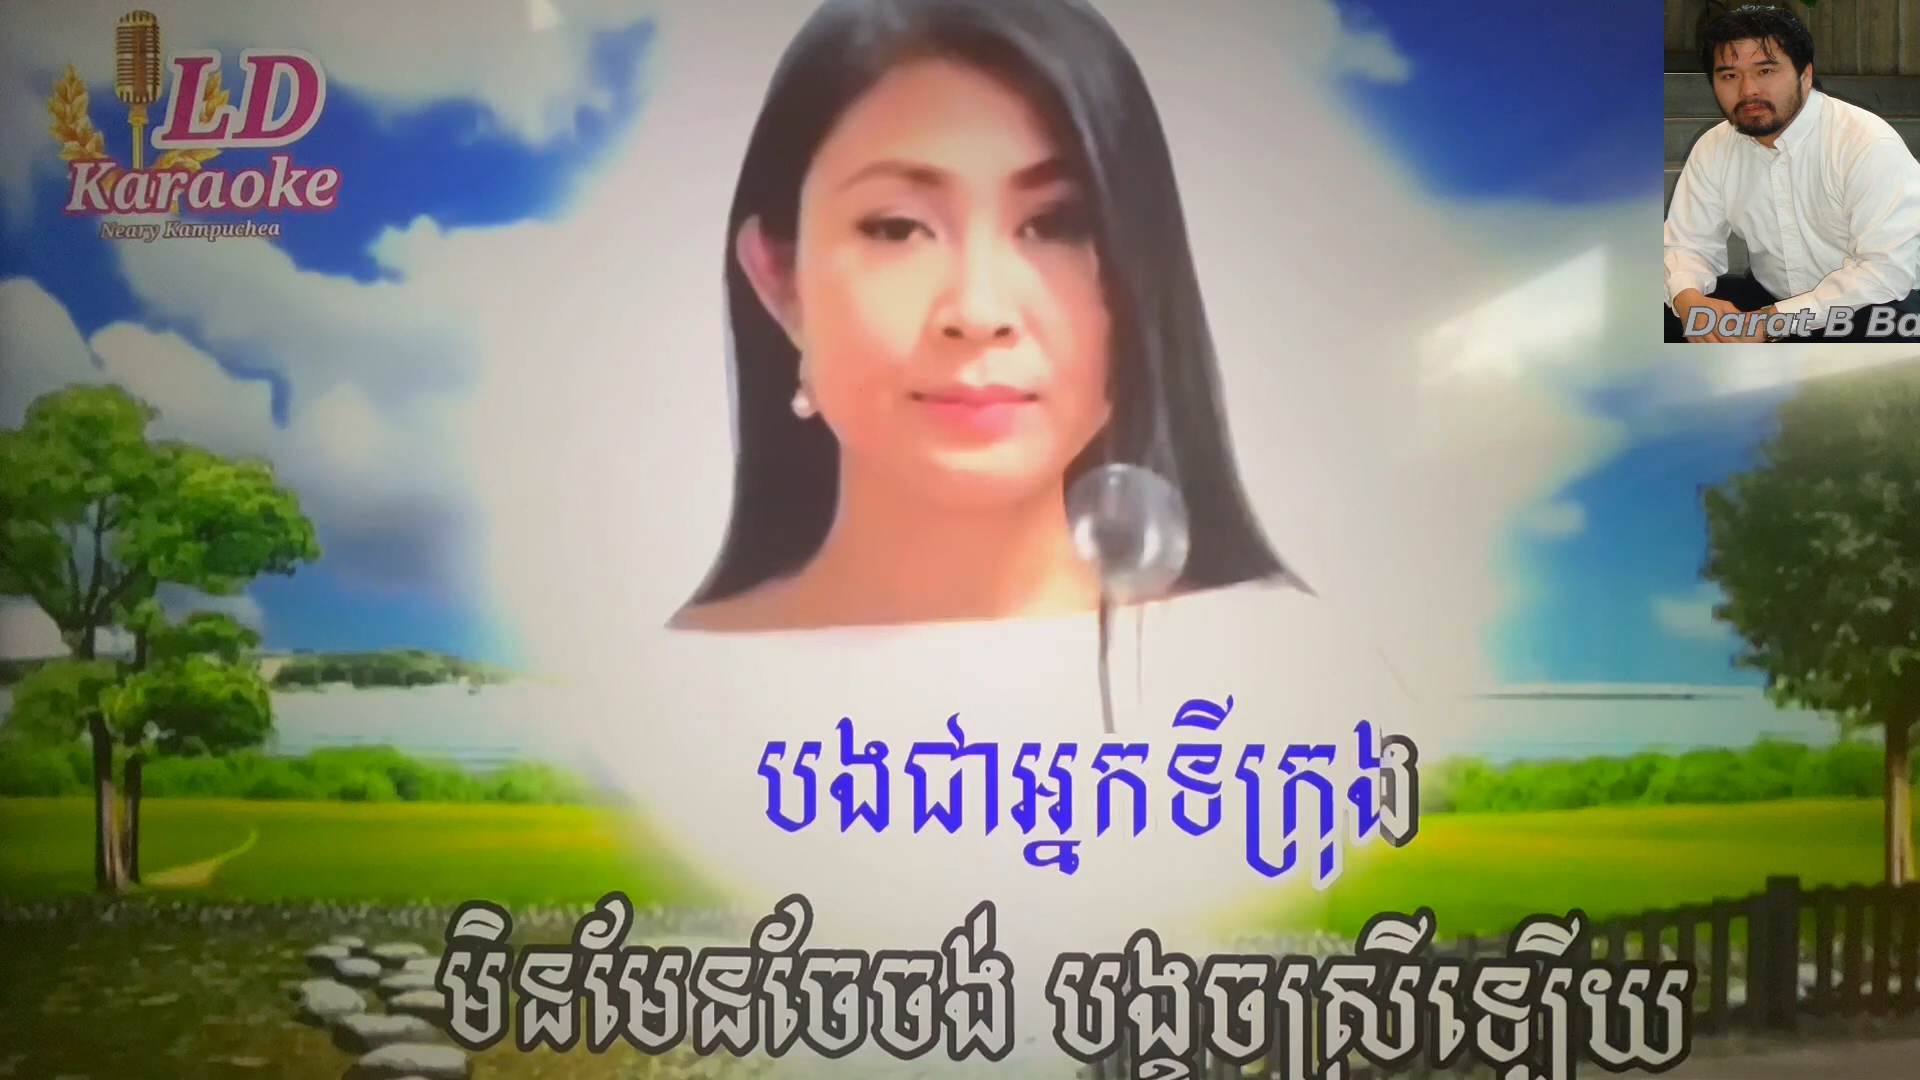 LD
Karaoke
Neary Kampuchea
Darat B Ba
បងជាអ្នកទីក្រុង
មិនមែនចែចង់ បង្ខូចស្រីឡើយ